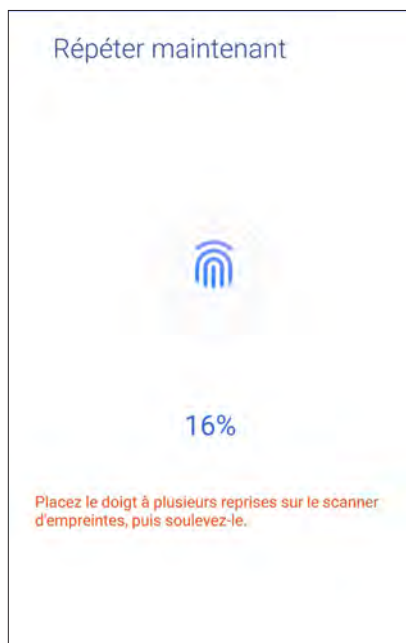 Répéter maintenant
16%
Placez le doigt à plusieurs reprises sur le scanner
d'empreintes, puis soulevez-le.